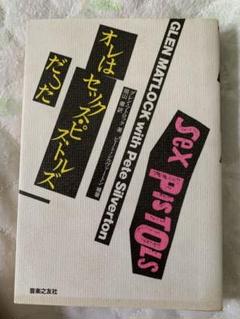 GLEN MATLOCK with Pete Silverton
オレは
セックス・ピストルズ
だった
SEX PISTOLS
音楽之友社